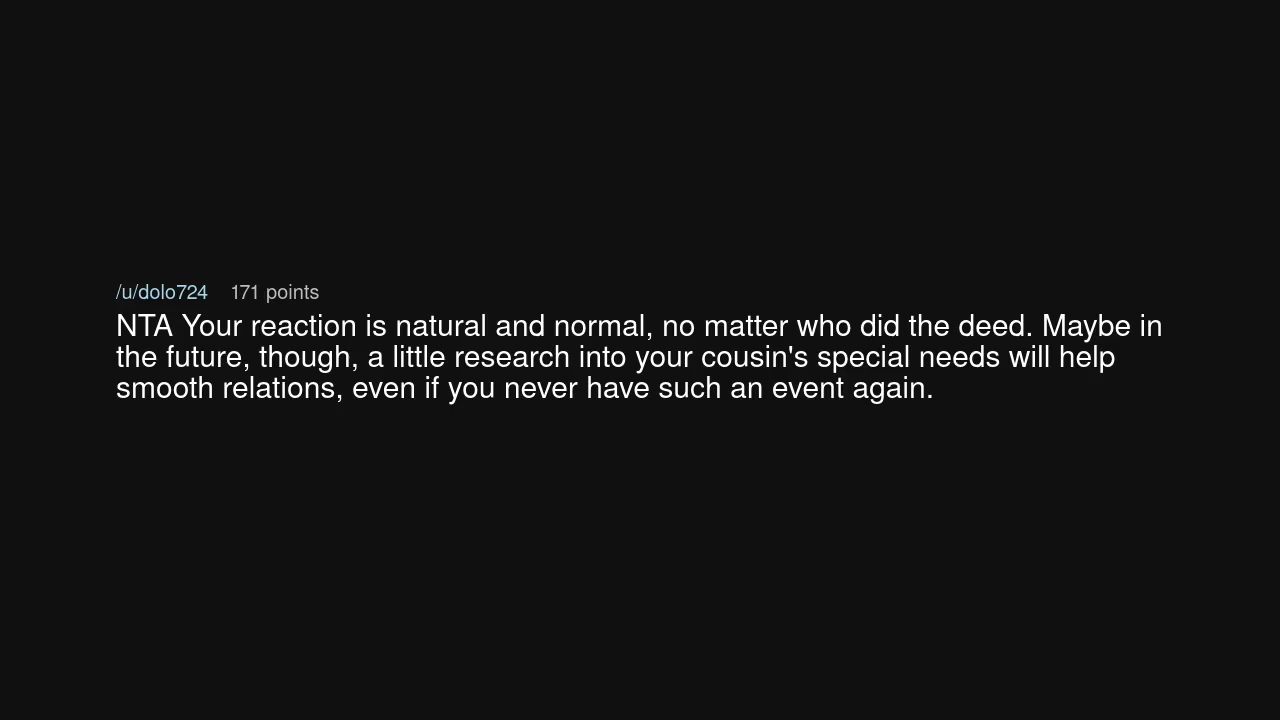 /u/dolo724 171 points
NTA Your reaction is natural and normal, no matter who did the deed. Maybe in
the future, though, a little research into your cousin's special needs will help
smooth relations, even if you never have such an event again.